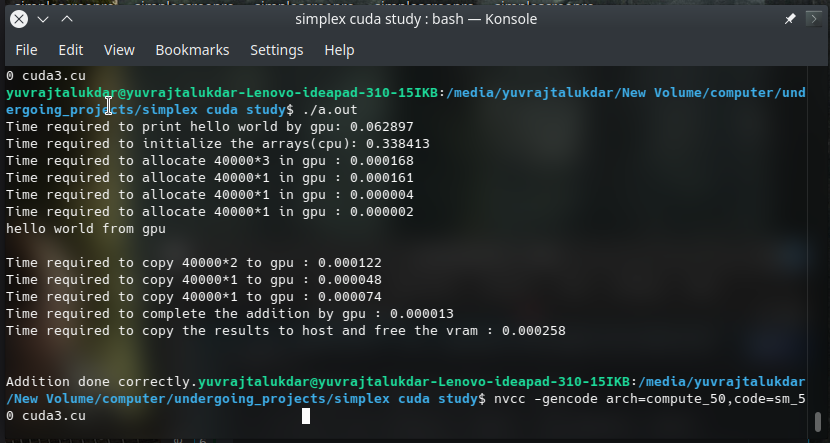 simplex cuda study : bash — Konsole
File Edit View Bookmarks Settings Help
0 cuda3.cu
yuvrajtalukdar@yuvrajtalukdar-Lenovo-ideapad-310-15IKB:/media/yuvrajtalukdar/New Volume/computer/und
ergoing_projects/simplex cuda study$ ./a.out
Time required to print hello world by gpu: 0.062897
Time required to initialize the arrays(cpu): 0.338413
Time required to allocate 40000*3 in gpu : 0.000168
Time required to allocate 40000*1 in gpu : 0.000161
Time required to allocate 40000*1 in gpu : 0.000004
Time required to allocate 40000*1 in gpu : 0.000002
hello world from gpu
Time required to copy 40000*2 to gpu : 0.000122
Time required to copy 40000*1 to gpu : 0.000048
Time required to copy 40000*1 to gpu : 0.000074
Time required to complete the addition by gpu : 0.000013
Time required to copy the results to host and free the vram : 0.000258
Addition done correctly.yuvrajtalukdar@yuvrajtalukdar-Lenovo-ideapad-310-15IKB:/media/yuvrajtalukdar
/New Volume/computer/undergoing_projects/simplex cuda study$ nvcc -gencode arch=compute_50,code=sm_5
0 cuda3.cu